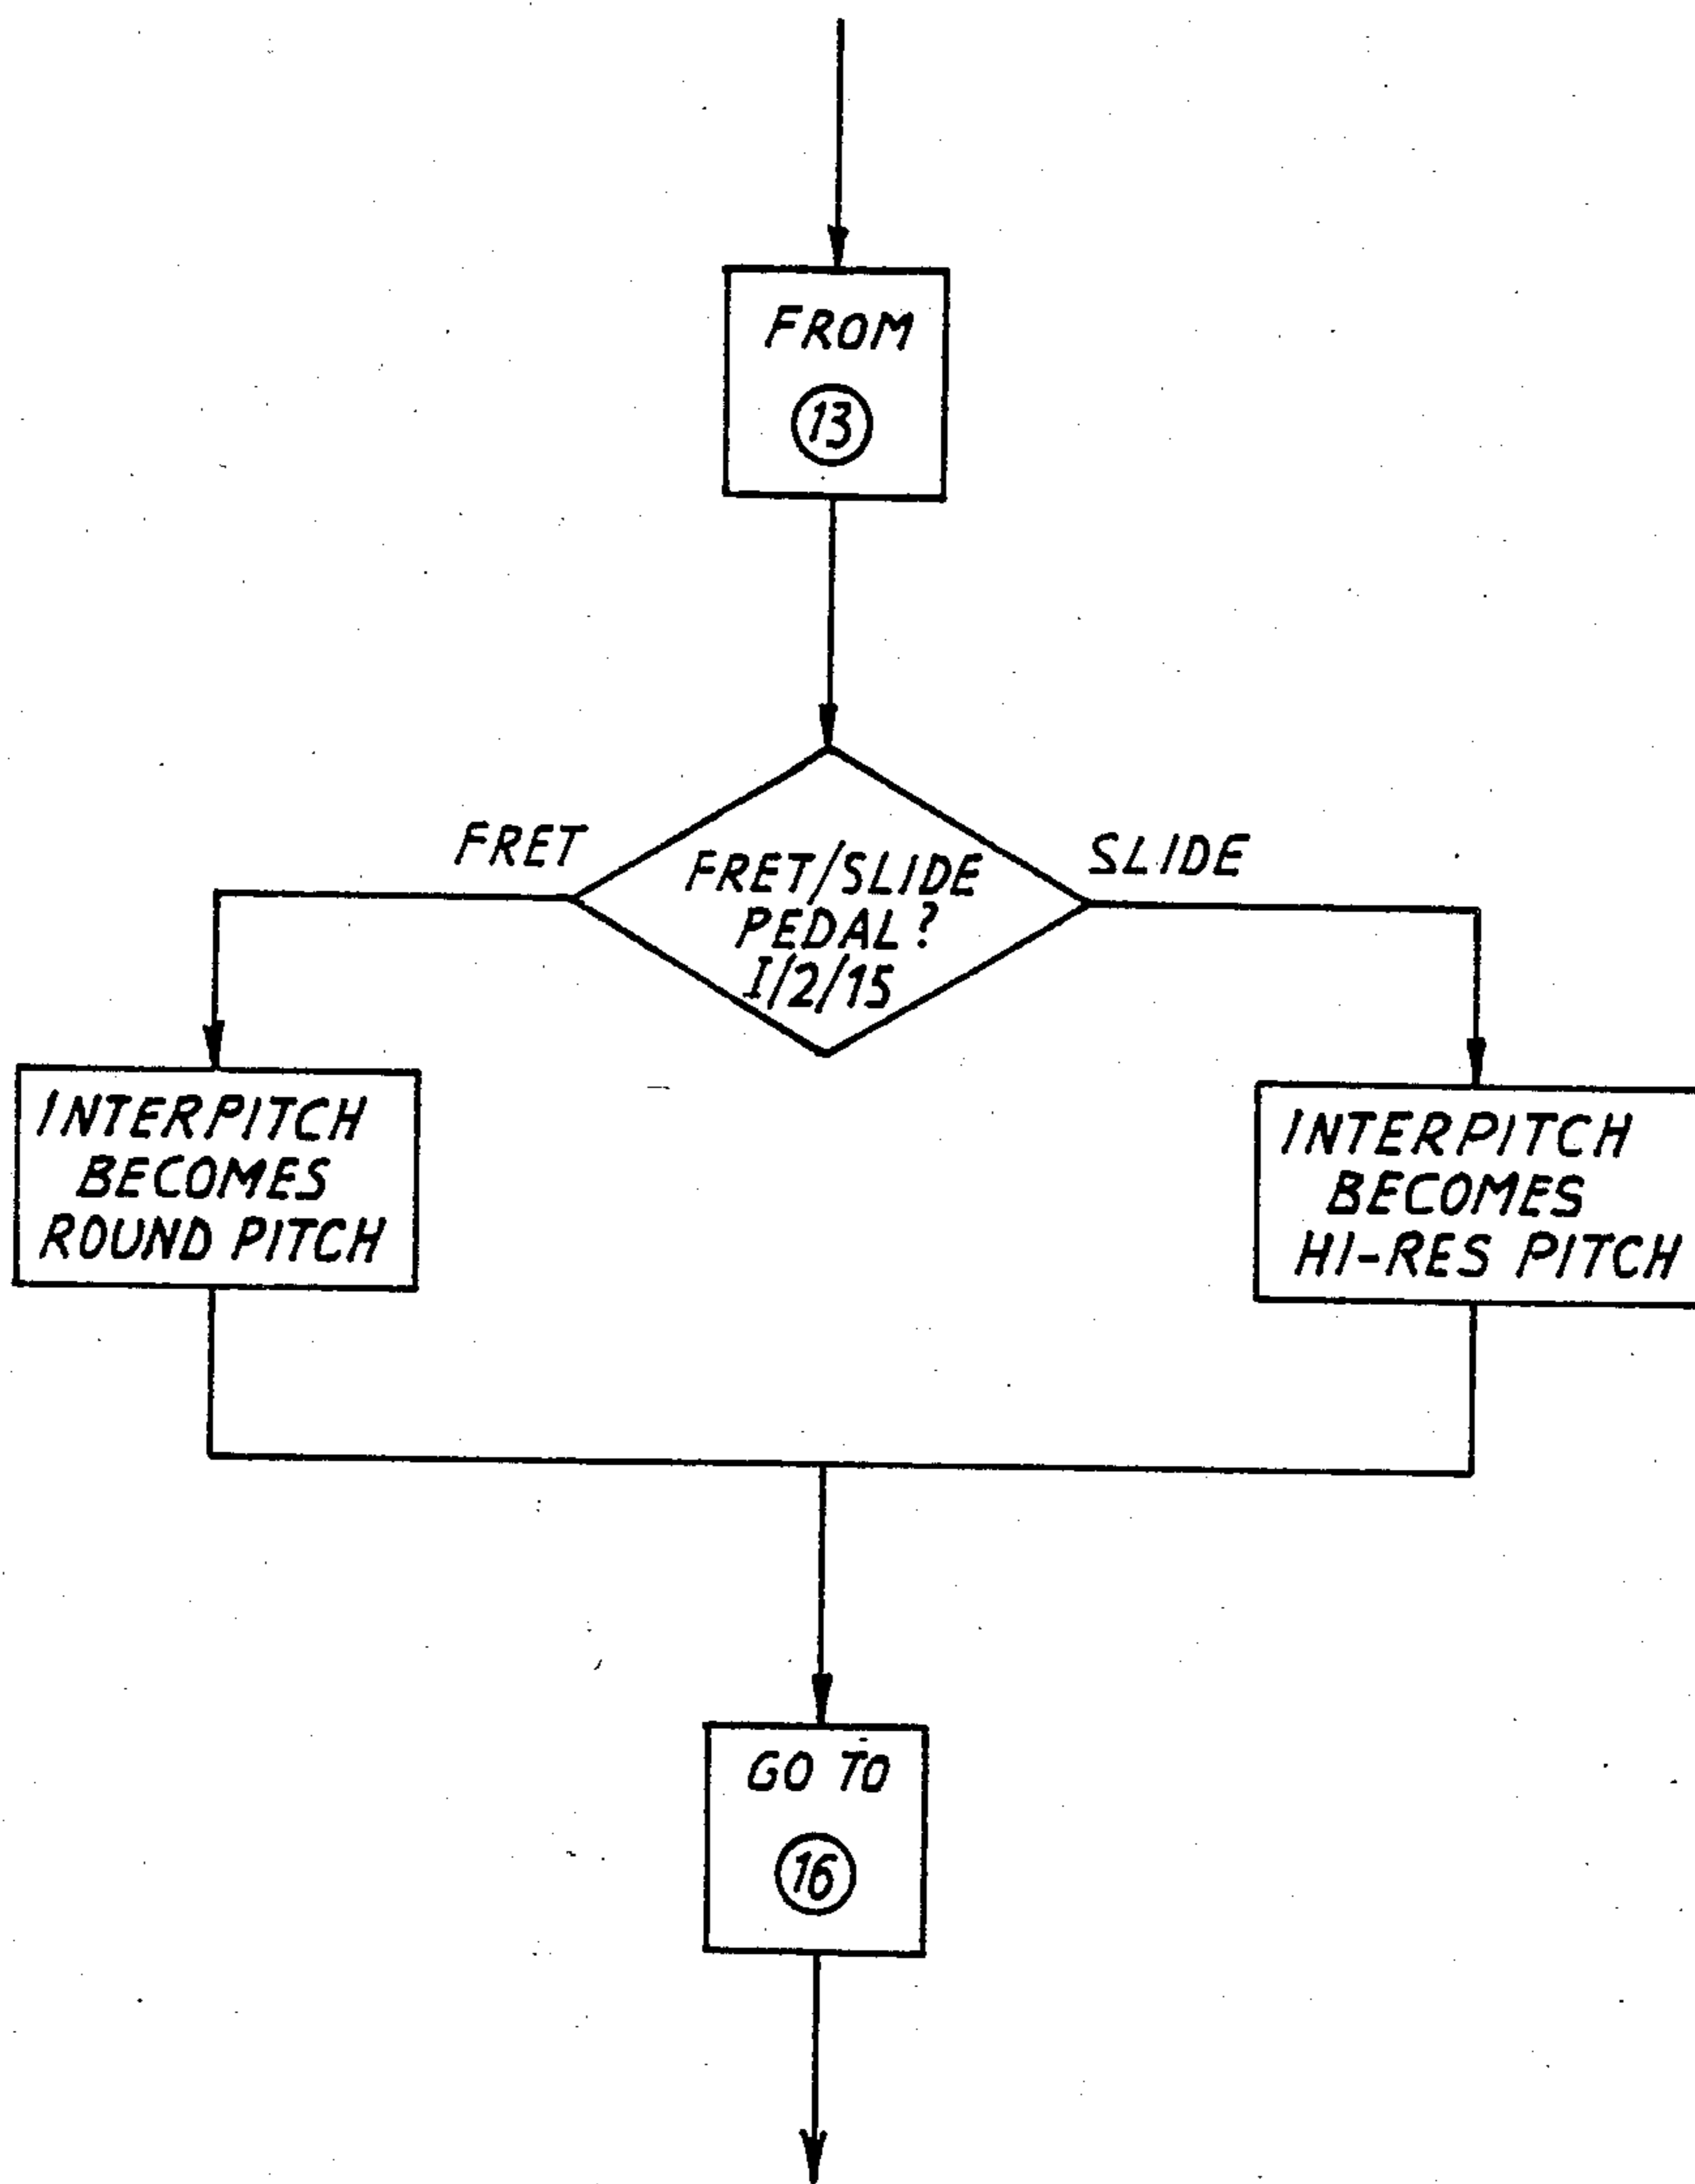 FROM
13
FRET
FRET/SLIDE
PEDAL?
I/2/15
SLIDE
INTERPITCH
BECOMES
ROUND PITCH
INTERPITCH
BECOMES
HI-RES PITCH
GO TO
16